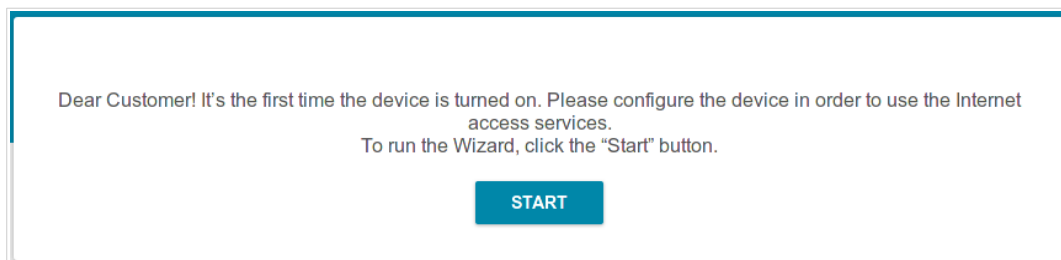 Dear Customer! It’s the first time the device is turned on. Please configure the device in order to use the Internet
access services.
To run the Wizard, click the “Start” button.
START